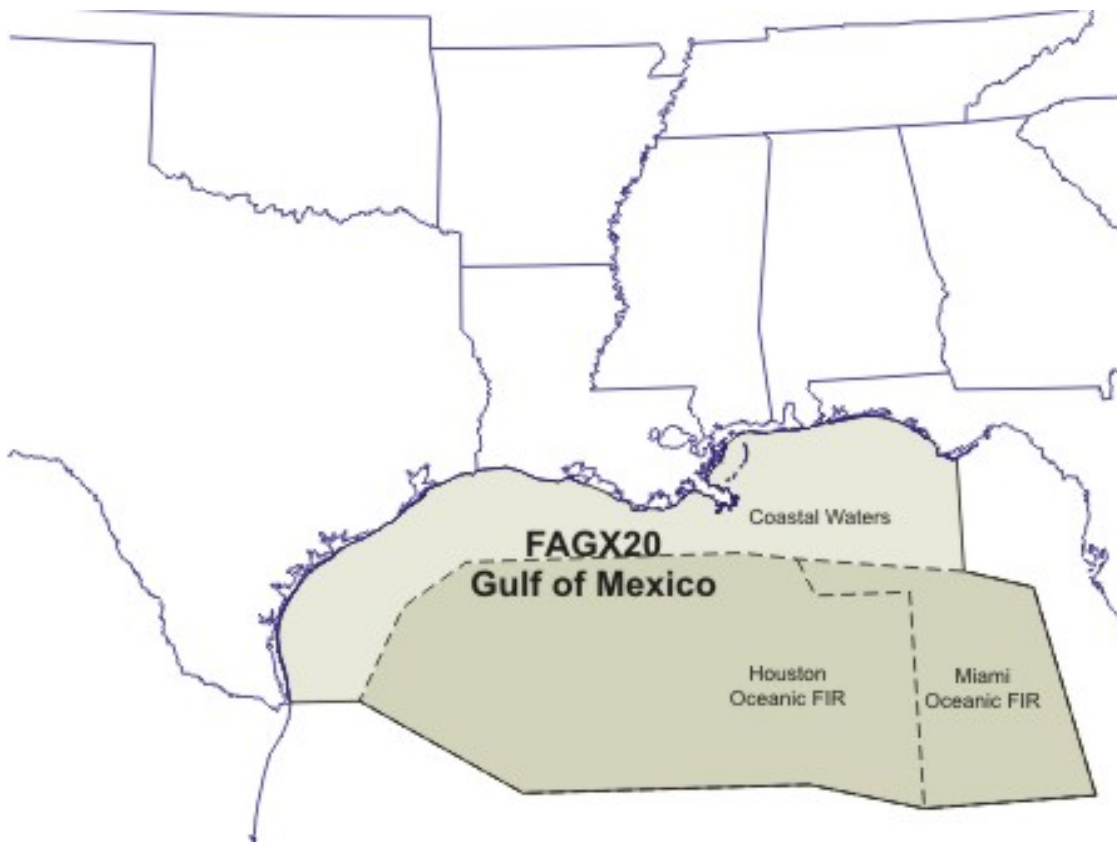 Coastal Waters
FAGX20
Gulf of Mexico
Houston
Oceanic FIR
Miami
Oceanic FIR